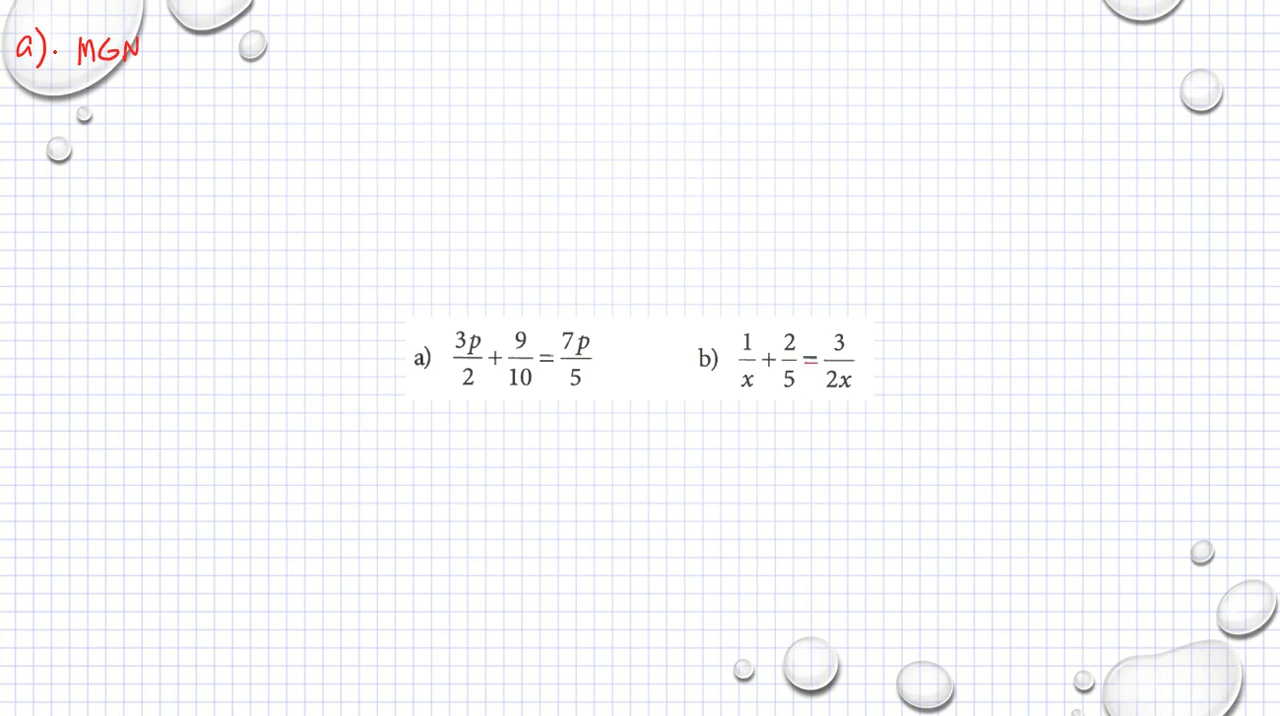 a). MGN
a) 3p/2 + 9/10 = 7p/5
b) 1/x + 2/5 = 3/2x